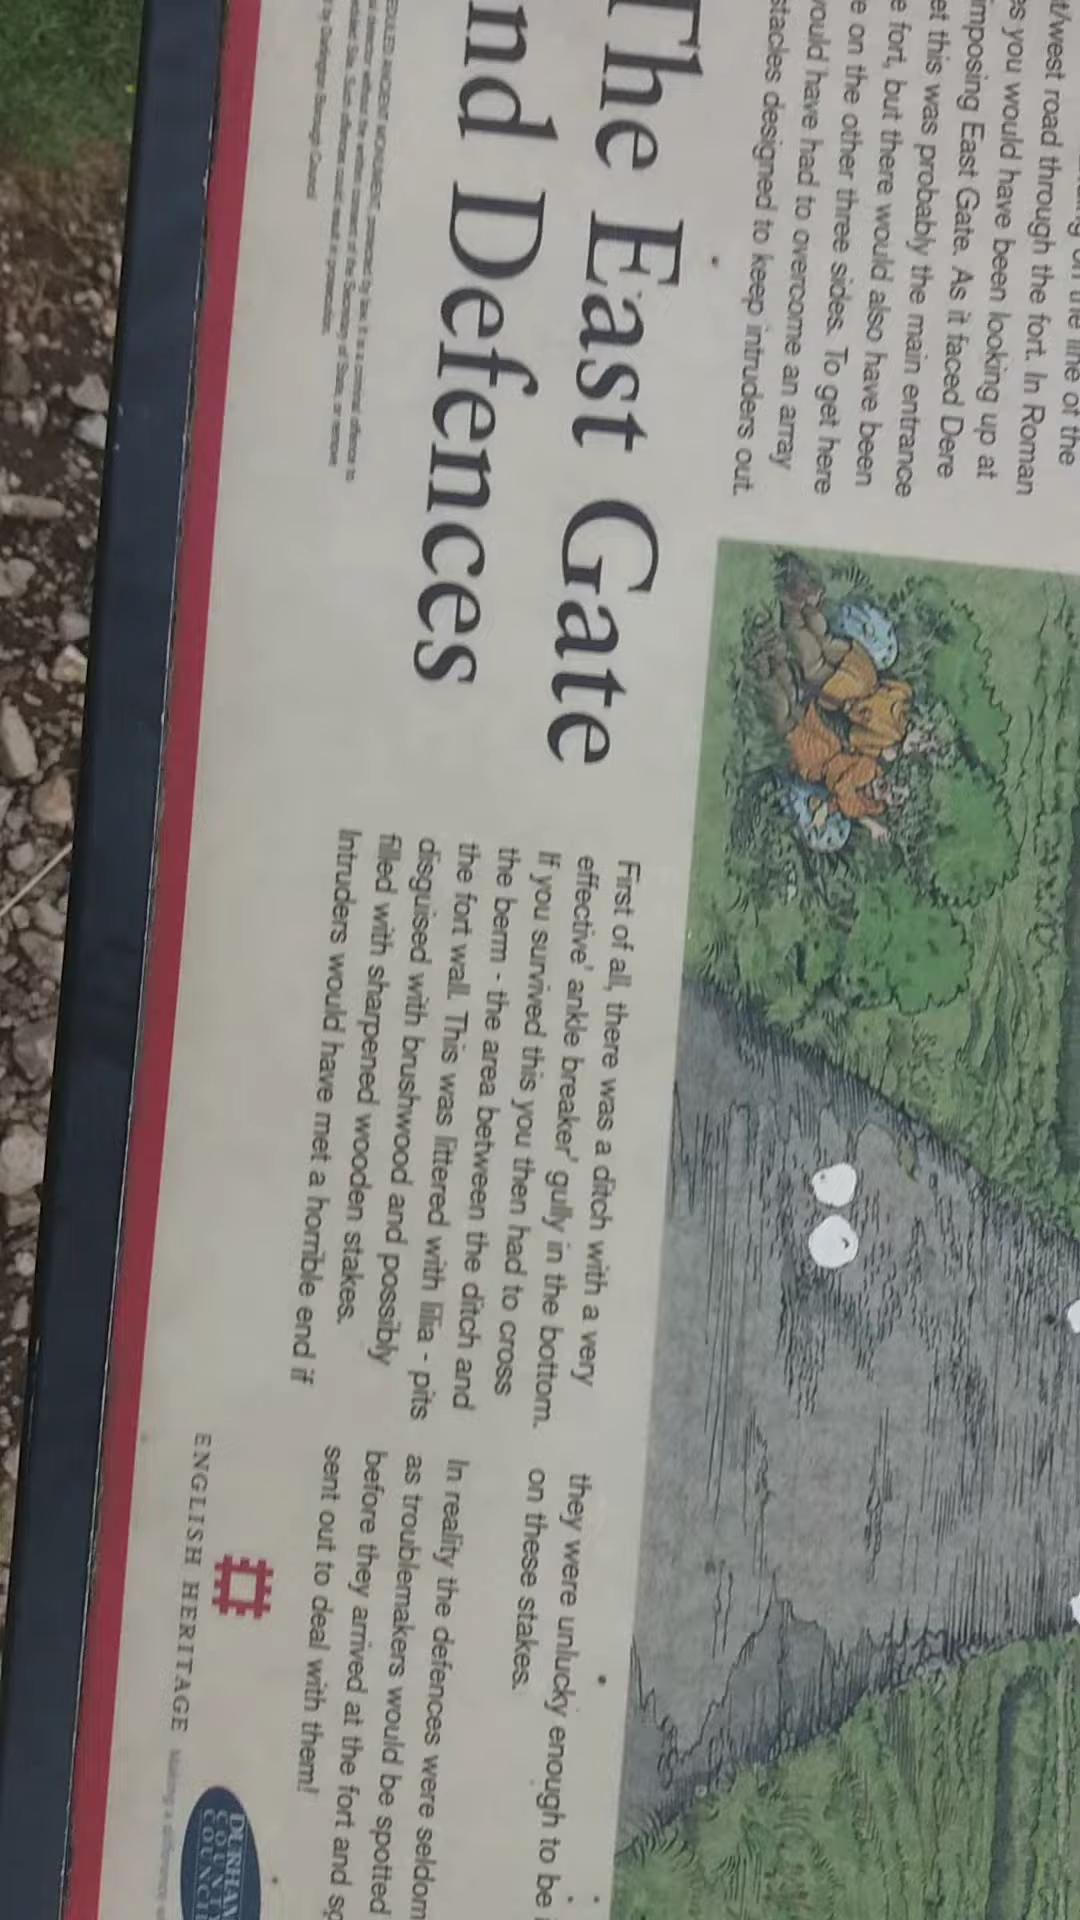 line of the
t/west road through the fort. In Roman
you would have been looking up at
imposing East Gate. As it faced Dere
this was probably the main entrance
fort, but there would also have been
on the other three sides. To get here
would have had to overcome an array
designed to keep intruders out.
The East Gate
nd Defences
First of all, there was a ditch with a very
effective' ankle breaker' gully in the bottom.
If you survived this you then had to cross
the berm - the area between the ditch and
the fort wall. This was littered with lilia - pits
disguised with brushwood and possibly
filled with sharpened wooden stakes.
Intruders would have met a horrible end if
they were unlucky enough to be
on these stakes.
In reality the defences were seldom
as troublemakers would be spotted
before they arrived at the fort and
sent out to deal with them!
ENGLISH HERITAGE
DURHAM
COUNTY
COUNCIL